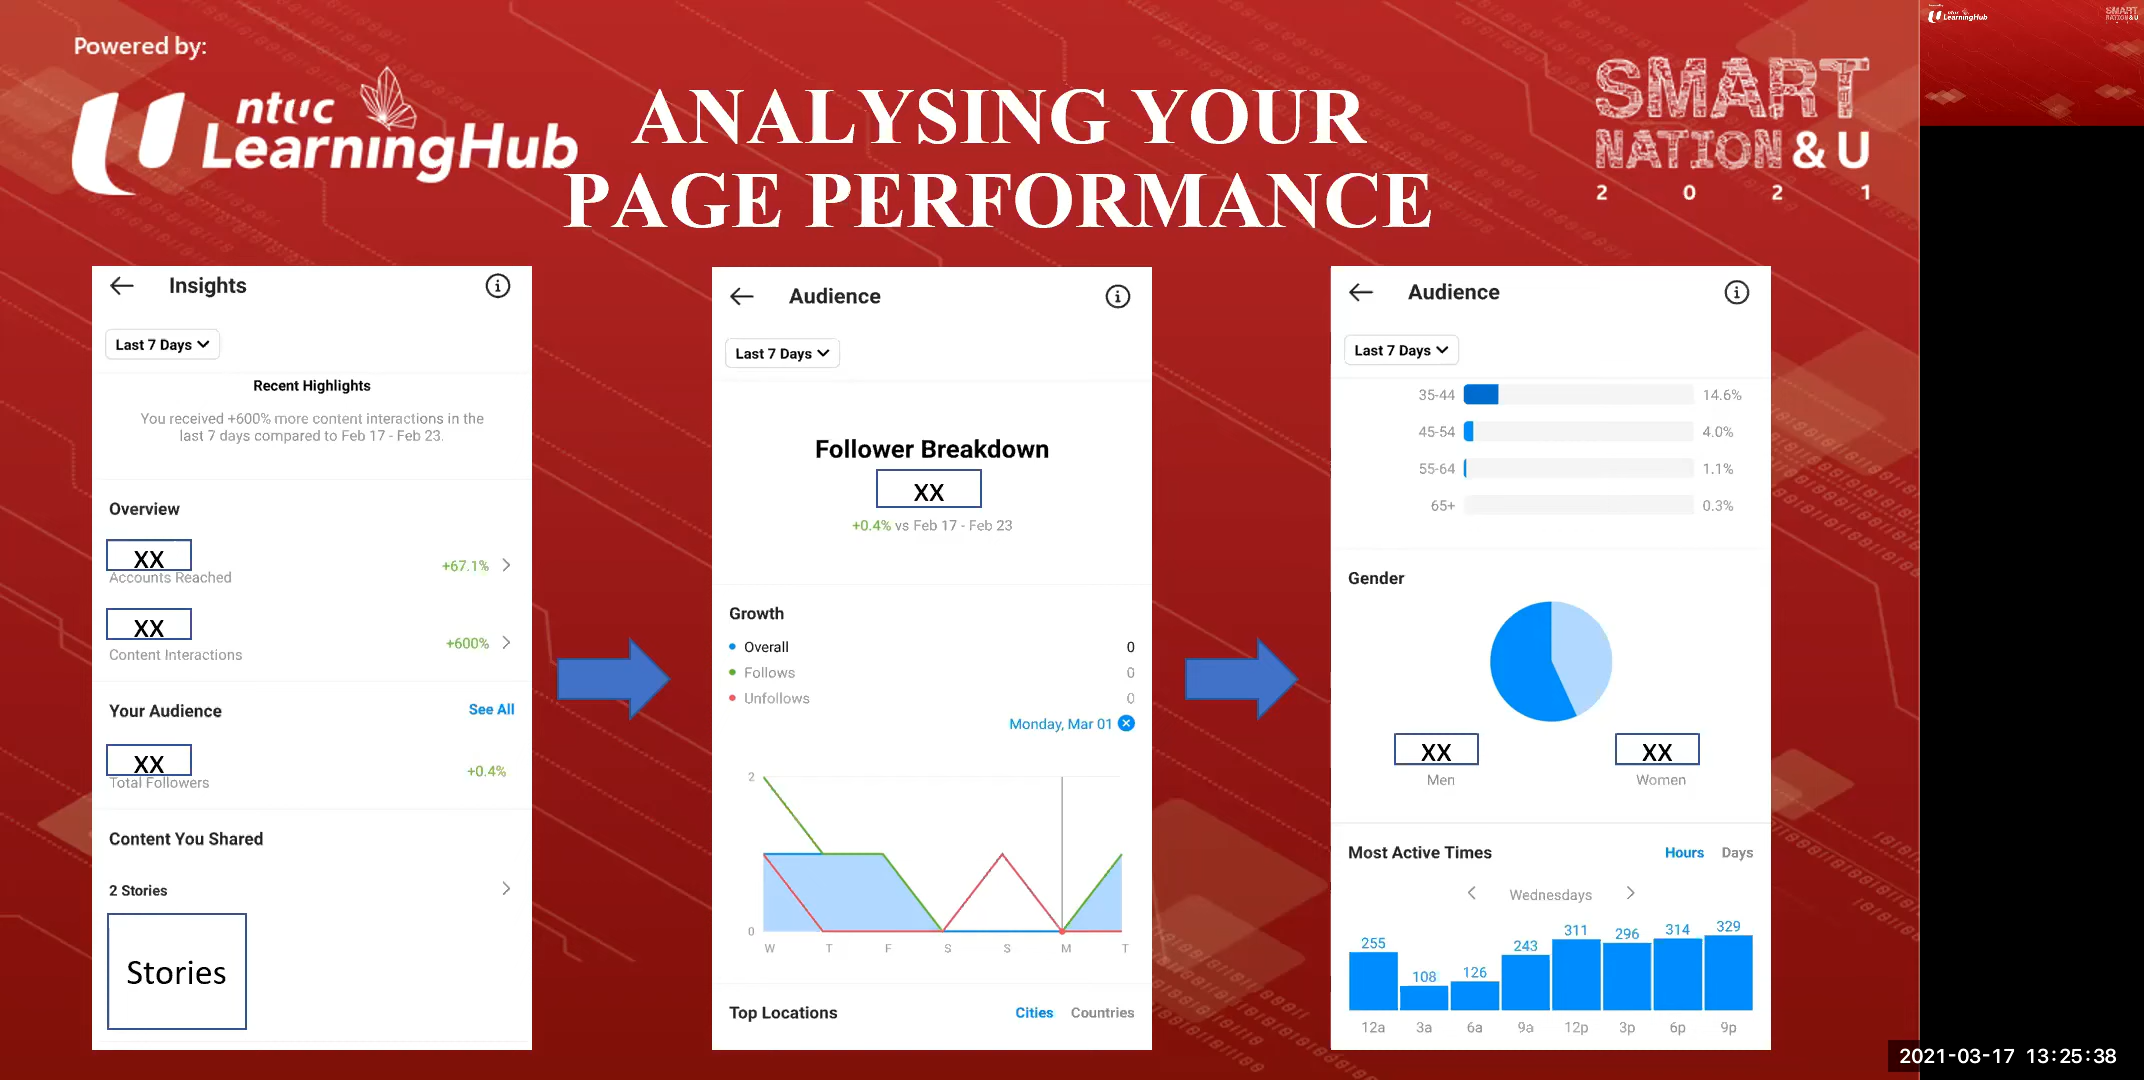 Powered by:
ntuc
LearningHub
ANALYSING YOUR
PAGE PERFORMANCE
SMART
NATION & U
2 0 2 1
Insights
Last 7 Days
Recent Highlights
You received +600% more content interactions in the
last 7 days compared to Feb 17 - Feb 23.
Overview
XX
Accounts Reached
+67.1%
XX
Content Interactions
+600%
Your Audience
See All
XX
Total Followers
+0.4%
Content You Shared
2 Stories
Stories
Audience
Last 7 Days
Follower Breakdown
XX
+0.4% vs Feb 17 - Feb 23
Growth
Overall 0
Follows 0
Unfollows 0
Monday, Mar 01
2
0
W T F S S M T
Top Locations
Cities Countries
Audience
Last 7 Days
35-44 14.6%
45-54 4.0%
55-64 1.1%
65+ 0.3%
Gender
XX XX
Men Women
Most Active Times
Hours Days
Wednesdays
255 108 126 243 311 296 314 329
12a 3a 6a 9a 12p 3p 6p 9p
ntuc
LearningHub
SMART
NATION & U
2021-03-17 13:25:38